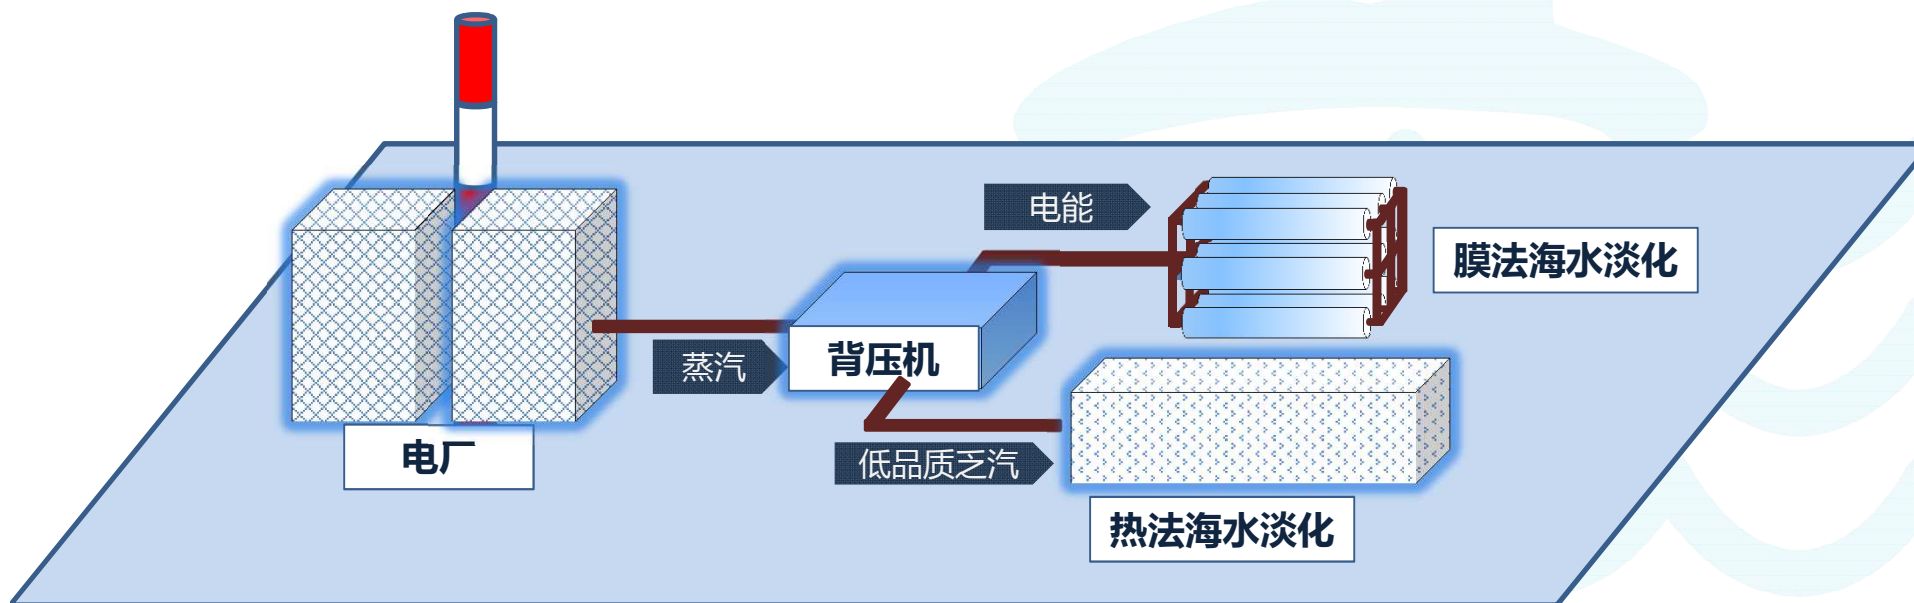 电能
膜法海水淡化
背压机
蒸汽
电厂
低品质乏汽
热法海水淡化